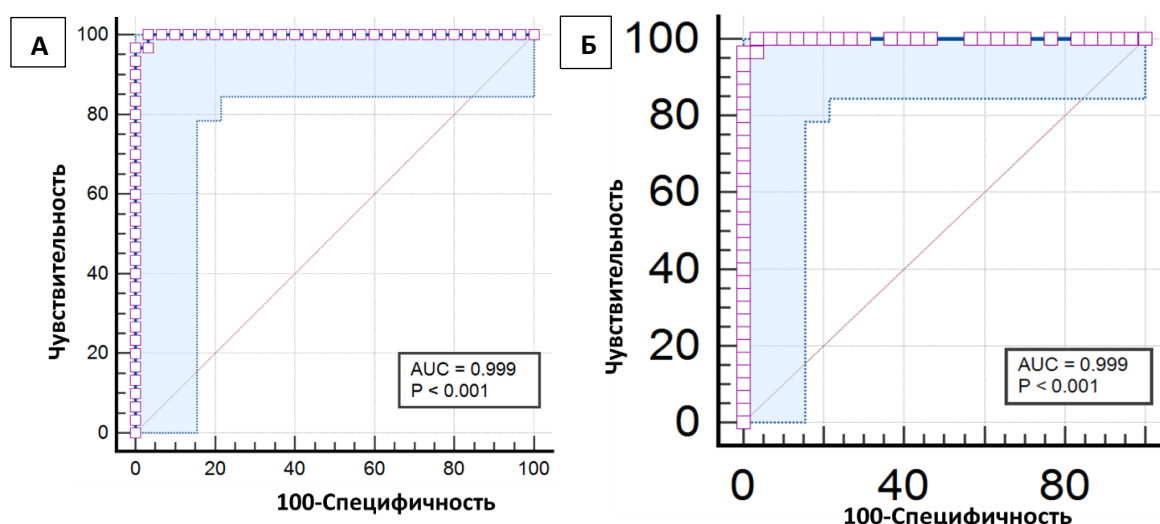 А
100
80
60
40
20
0
Чувствительность
AUC = 0.999
P < 0.001
0 20 40 60 80 100
100-Специфичность
Б
100
80
60
40
20
0
Чувствительность
AUC = 0.999
P < 0.001
0 40 80
100-Специфичность